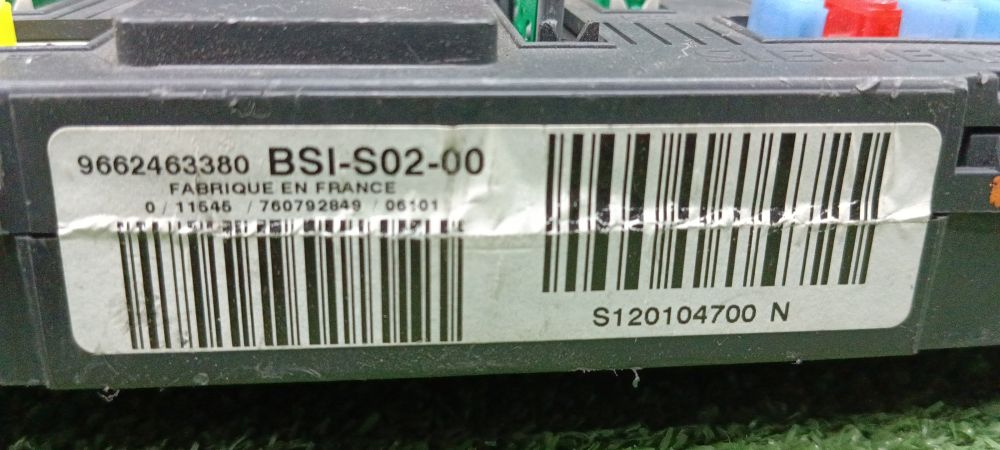 9662463380 BSI-S02-00
FABRIQUE EN FRANCE
0 / 11545 / 760792849 / 06101
S120104700 N